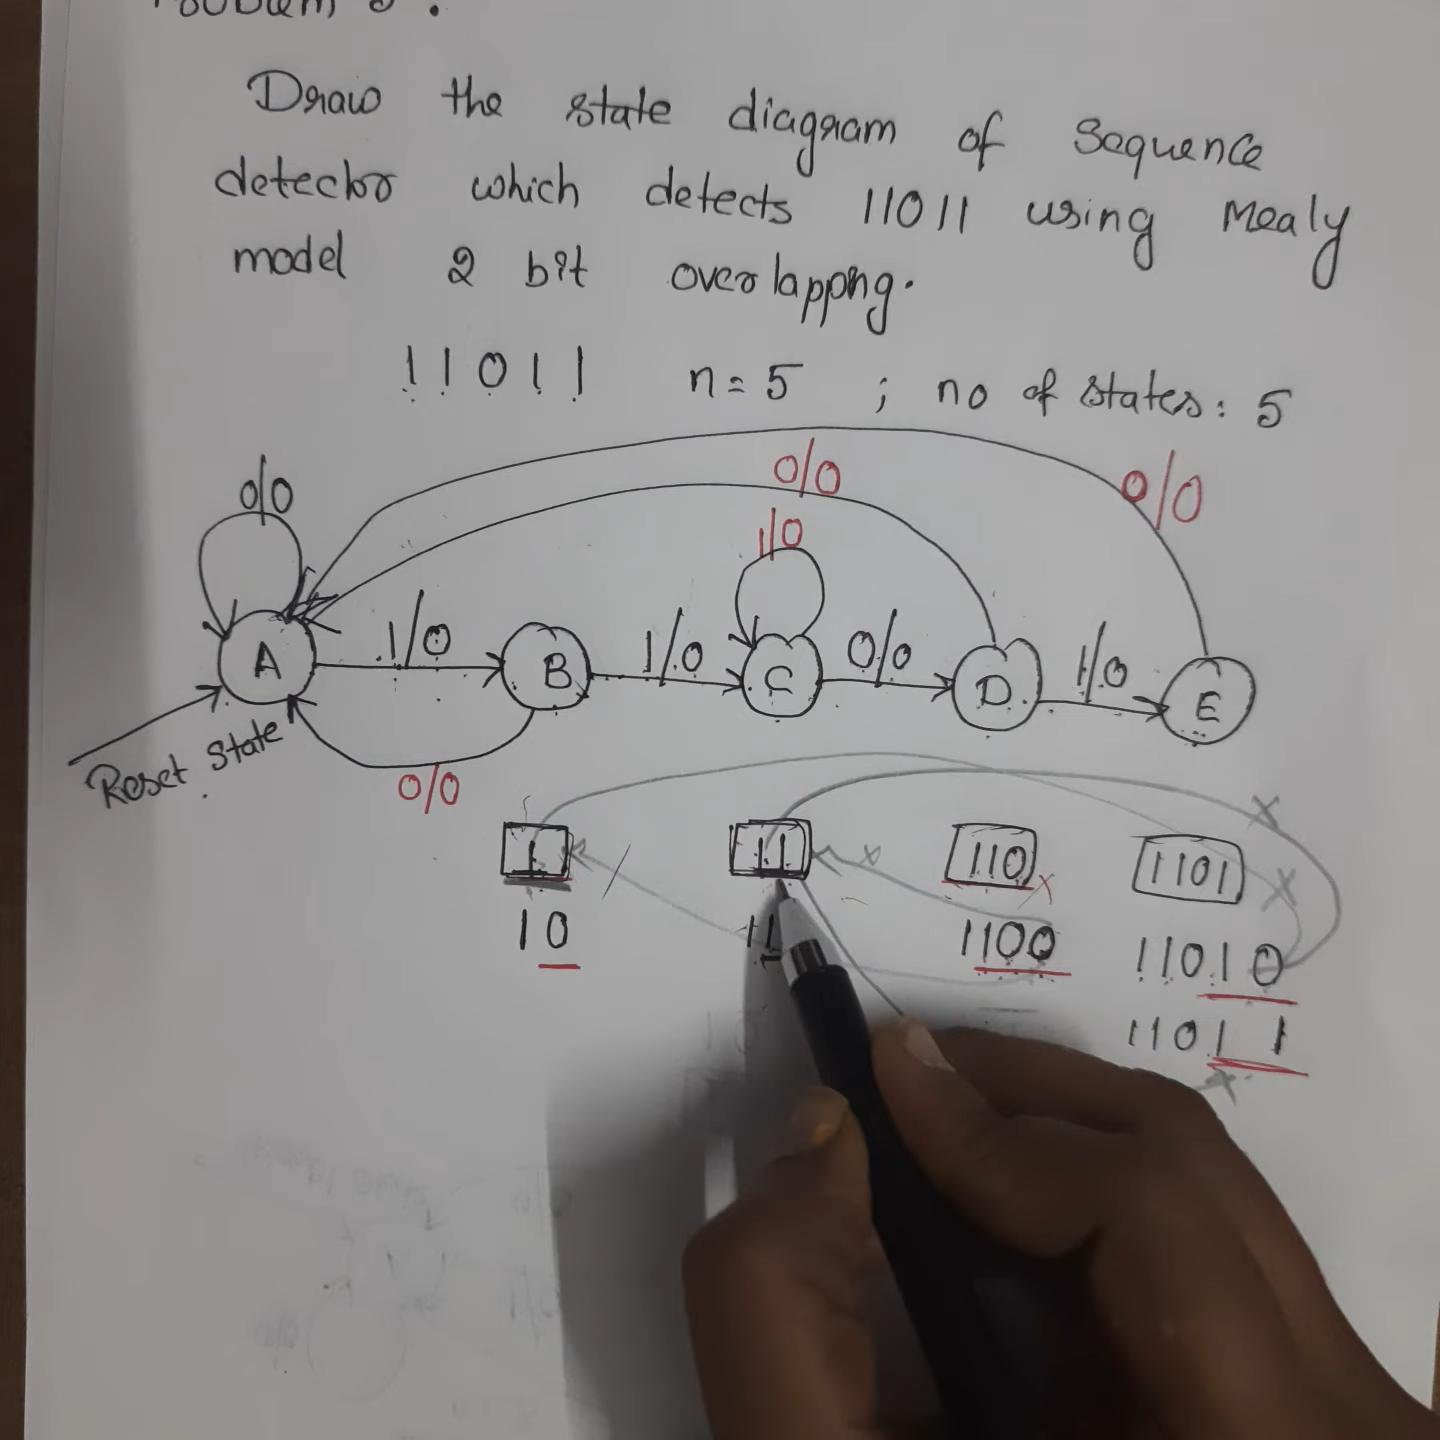 Draw the state diagram of Sequence
detector which detects 11011 using Mealy
model 2 bit overlapping.
11011 n=5 ; no of states: 5
0/0 0/0
0/0
1/0
A 1/0 B 1/0 C 0/0 D 1/0 E
Reset State
0/0
1 11 110 1101
10 11 1100 11010
11011